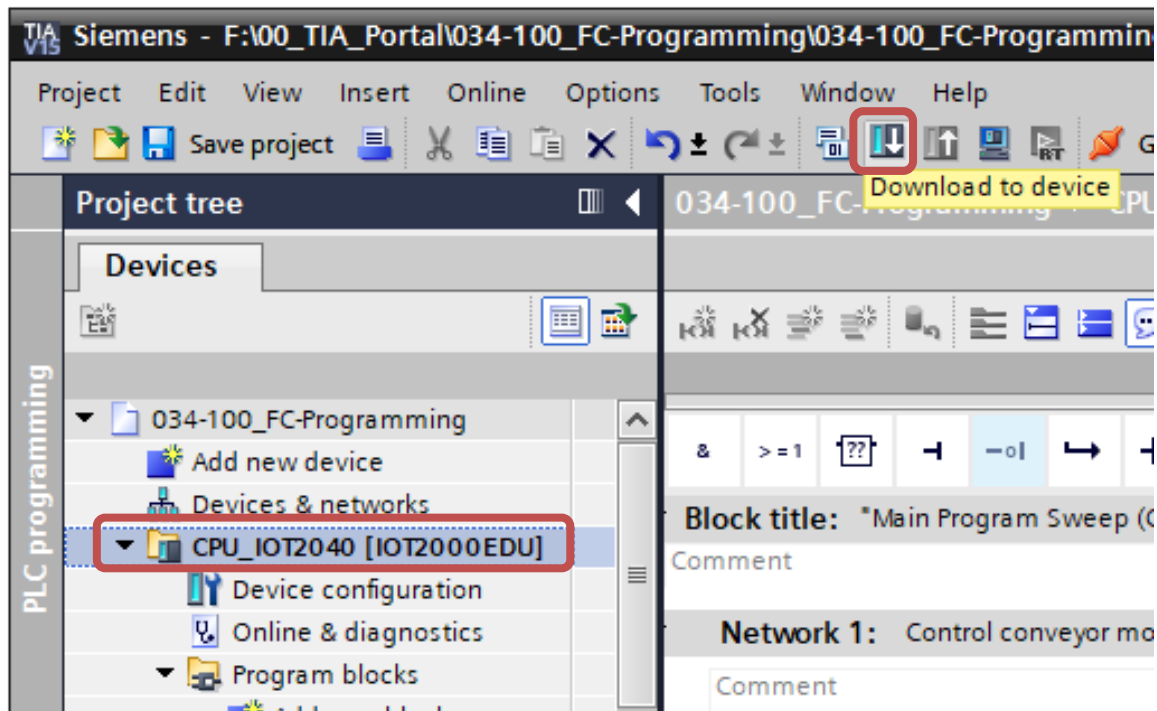 TIA V15 Siemens - F:\00_TIA_Portal\034-100_FC-Programming\034-100_FC-Programmin
Project Edit View Insert Online Options Tools Window Help
Save project RT G
Download to device
Project tree
034-100_FC-Programming CPU
Devices
PLC programming
034-100_FC-Programming
Add new device
Devices & networks
CPU_IOT2040 [IOT2000EDU]
Device configuration
Online & diagnostics
Program blocks
& >=1 ??
Block title: "Main Program Sweep (C
Comment
Network 1: Control conveyor mo
Comment